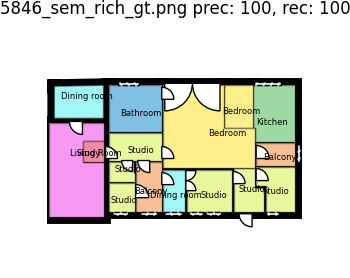 5846_sem_rich_gt.png prec: 100, rec: 100
Dining room
Bathroom
Bedroom
Kitchen
Bedroom
Living
Study Room
Studio
Balcony
Studio
Balcony
Dining room
Studio
Studio
Studio
Studio